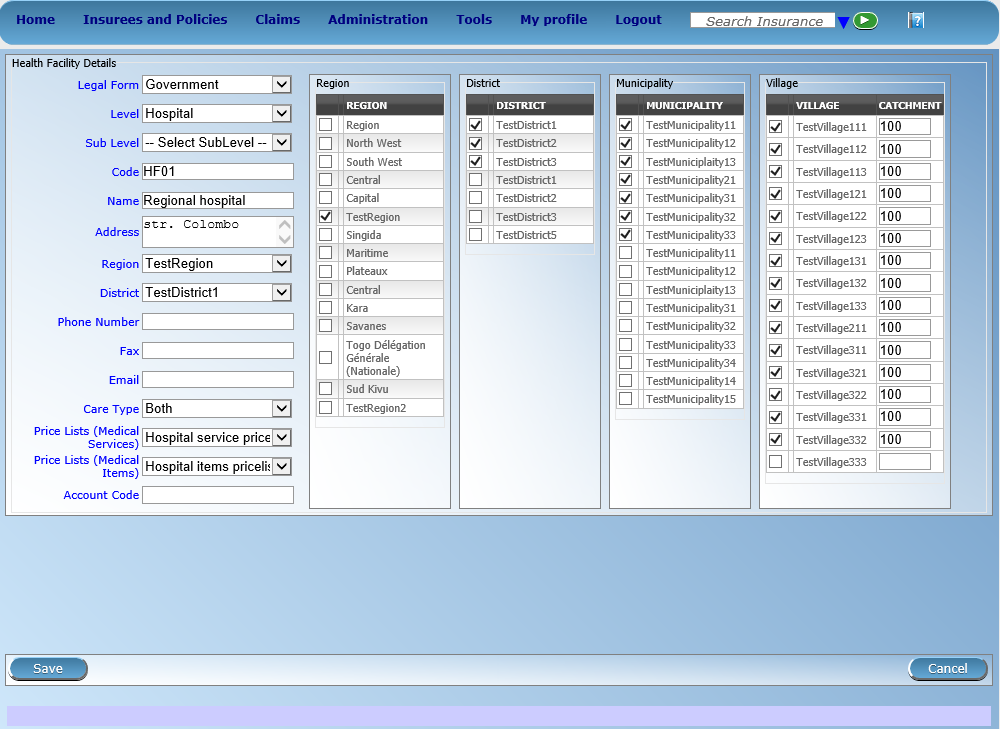 Home Insurees and Policies Claims Administration Tools My profile Logout Search Insurance ?
Health Facility Details
Legal Form Government
Level Hospital
Sub Level -- Select SubLevel --
Code HF01
Name Regional hospital
Address str. Colombo
Region TestRegion
District TestDistrict1
Phone Number
Fax
Email
Care Type Both
Price Lists (Medical
Services) Hospital service price
Price Lists (Medical
Items) Hospital items pricelis
Account Code
Region
REGION
Region
North West
South West
Central
Capital
TestRegion
Singida
Maritime
Plateaux
Central
Kara
Savanes
Togo Délégation
Générale
(Nationale)
Sud Kivu
TestRegion2
District
DISTRICT
TestDistrict1
TestDistrict2
TestDistrict3
TestDistrict1
TestDistrict2
TestDistrict3
TestDistrict5
Municipality
MUNICIPALITY
TestMunicipality11
TestMunicipality12
TestMuniciplaity13
TestMunicipality21
TestMunicipality31
TestMunicipality32
TestMunicipality33
TestMunicipality11
TestMunicipality12
TestMuniciplaity13
TestMunicipality31
TestMunicipality32
TestMunicipality33
TestMunicipality34
TestMunicipality14
TestMunicipality15
Village
VILLAGE CATCHMENT
TestVillage111 100
TestVillage112 100
TestVillage113 100
TestVillage121 100
TestVillage122 100
TestVillage123 100
TestVillage131 100
TestVillage132 100
TestVillage133 100
TestVillage211 100
TestVillage311 100
TestVillage321 100
TestVillage322 100
TestVillage331 100
TestVillage332 100
TestVillage333
Save Cancel